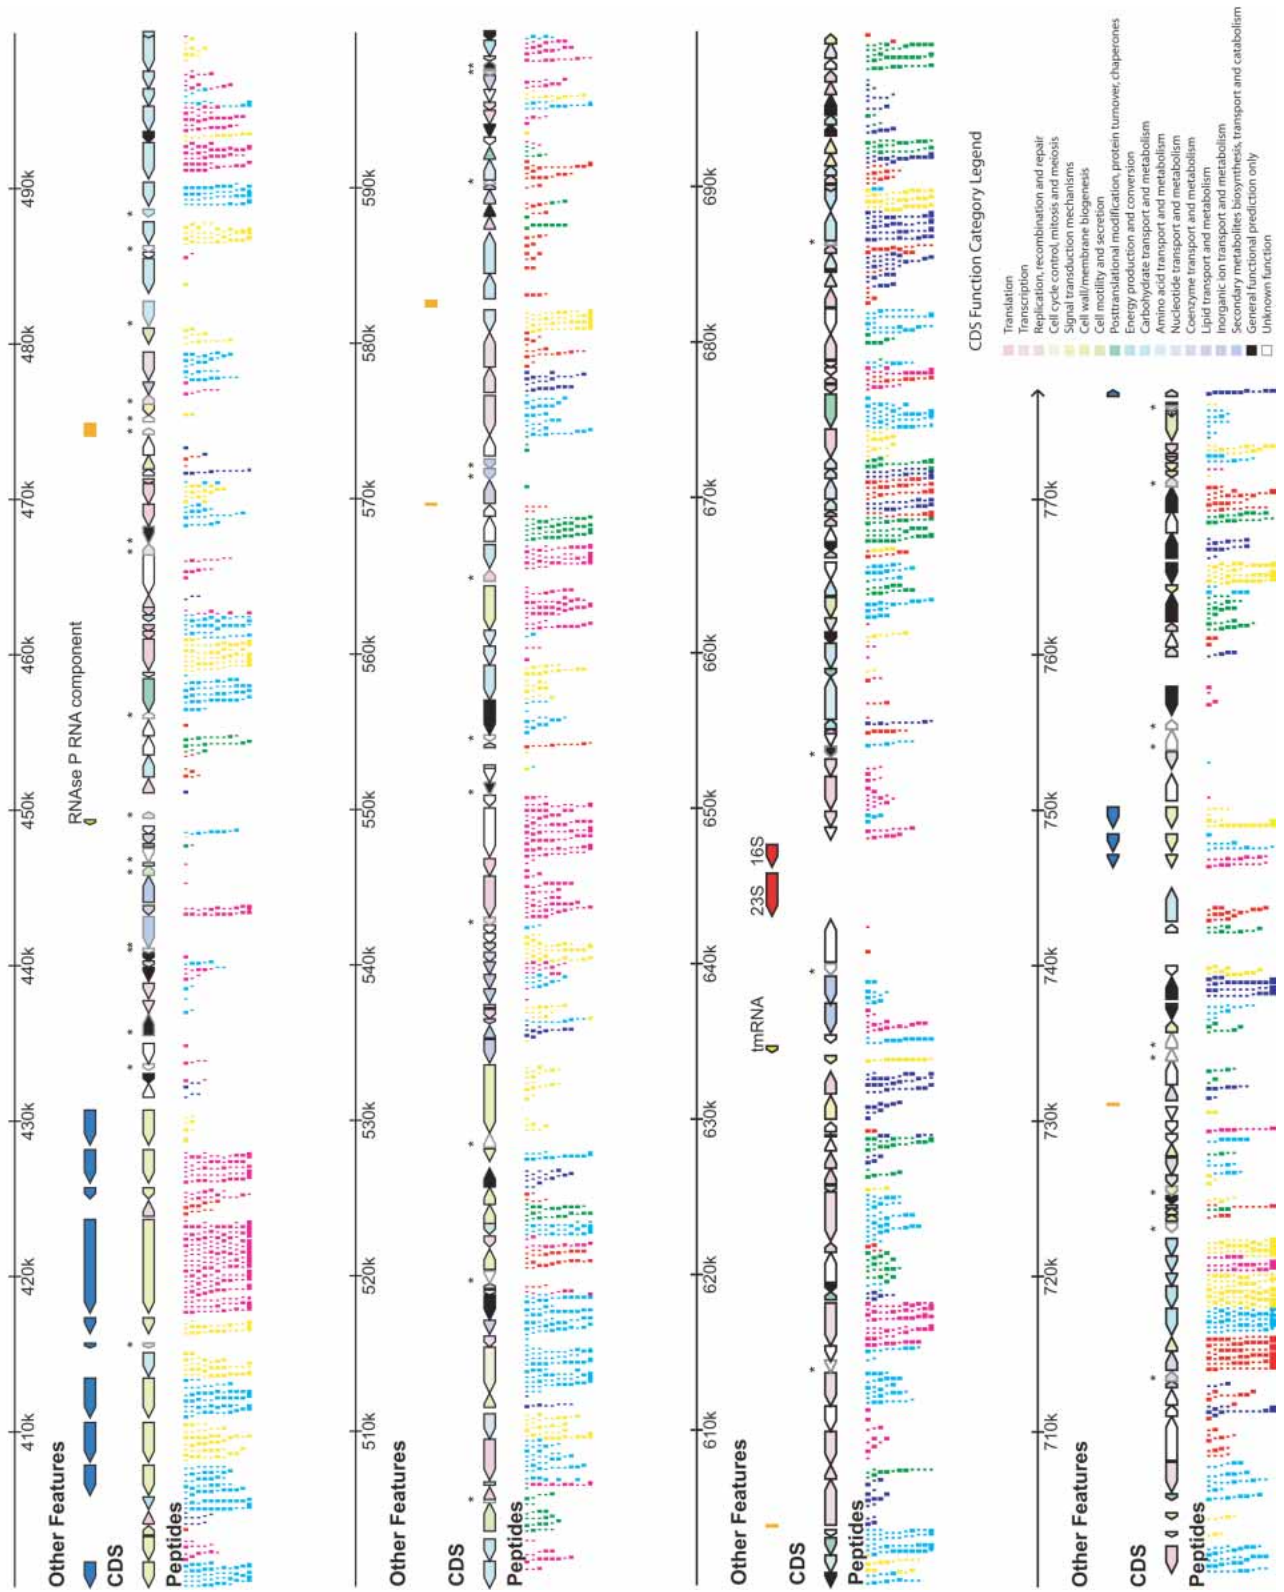 410k 420k 430k 440k 450k 460k 470k 480k 490k
RNAse P RNA component
Other Features
* * * ** * * * * ** * * * * * *
CDS
Peptides
510k 520k 530k 540k 550k 560k 570k 580k 590k
Other Features
* * * * * * * * * * **
CDS
Peptides
610k 620k 630k 640k 650k 660k 670k 680k 690k
tmRNA
23S 16S
Other Features
* * * *
CDS
Peptides
710k 720k 730k 740k 750k 760k 770k
Other Features
* * * * * * * * *
CDS
Peptides
CDS Function Category Legend
Translation
Transcription
Replication, recombination and repair
Cell cycle control, mitosis and meiosis
Signal transduction mechanisms
Cell wall/membrane biogenesis
Cell motility and secretion
Posttranslational modification, protein turnover, chaperones
Energy production and conversion
Carbohydrate transport and metabolism
Amino acid transport and metabolism
Nucleotide transport and metabolism
Coenzyme transport and metabolism
Lipid transport and metabolism
Inorganic ion transport and metabolism
Secondary metabolites biosynthesis, transport and catabolism
General functional prediction only
Unknown function